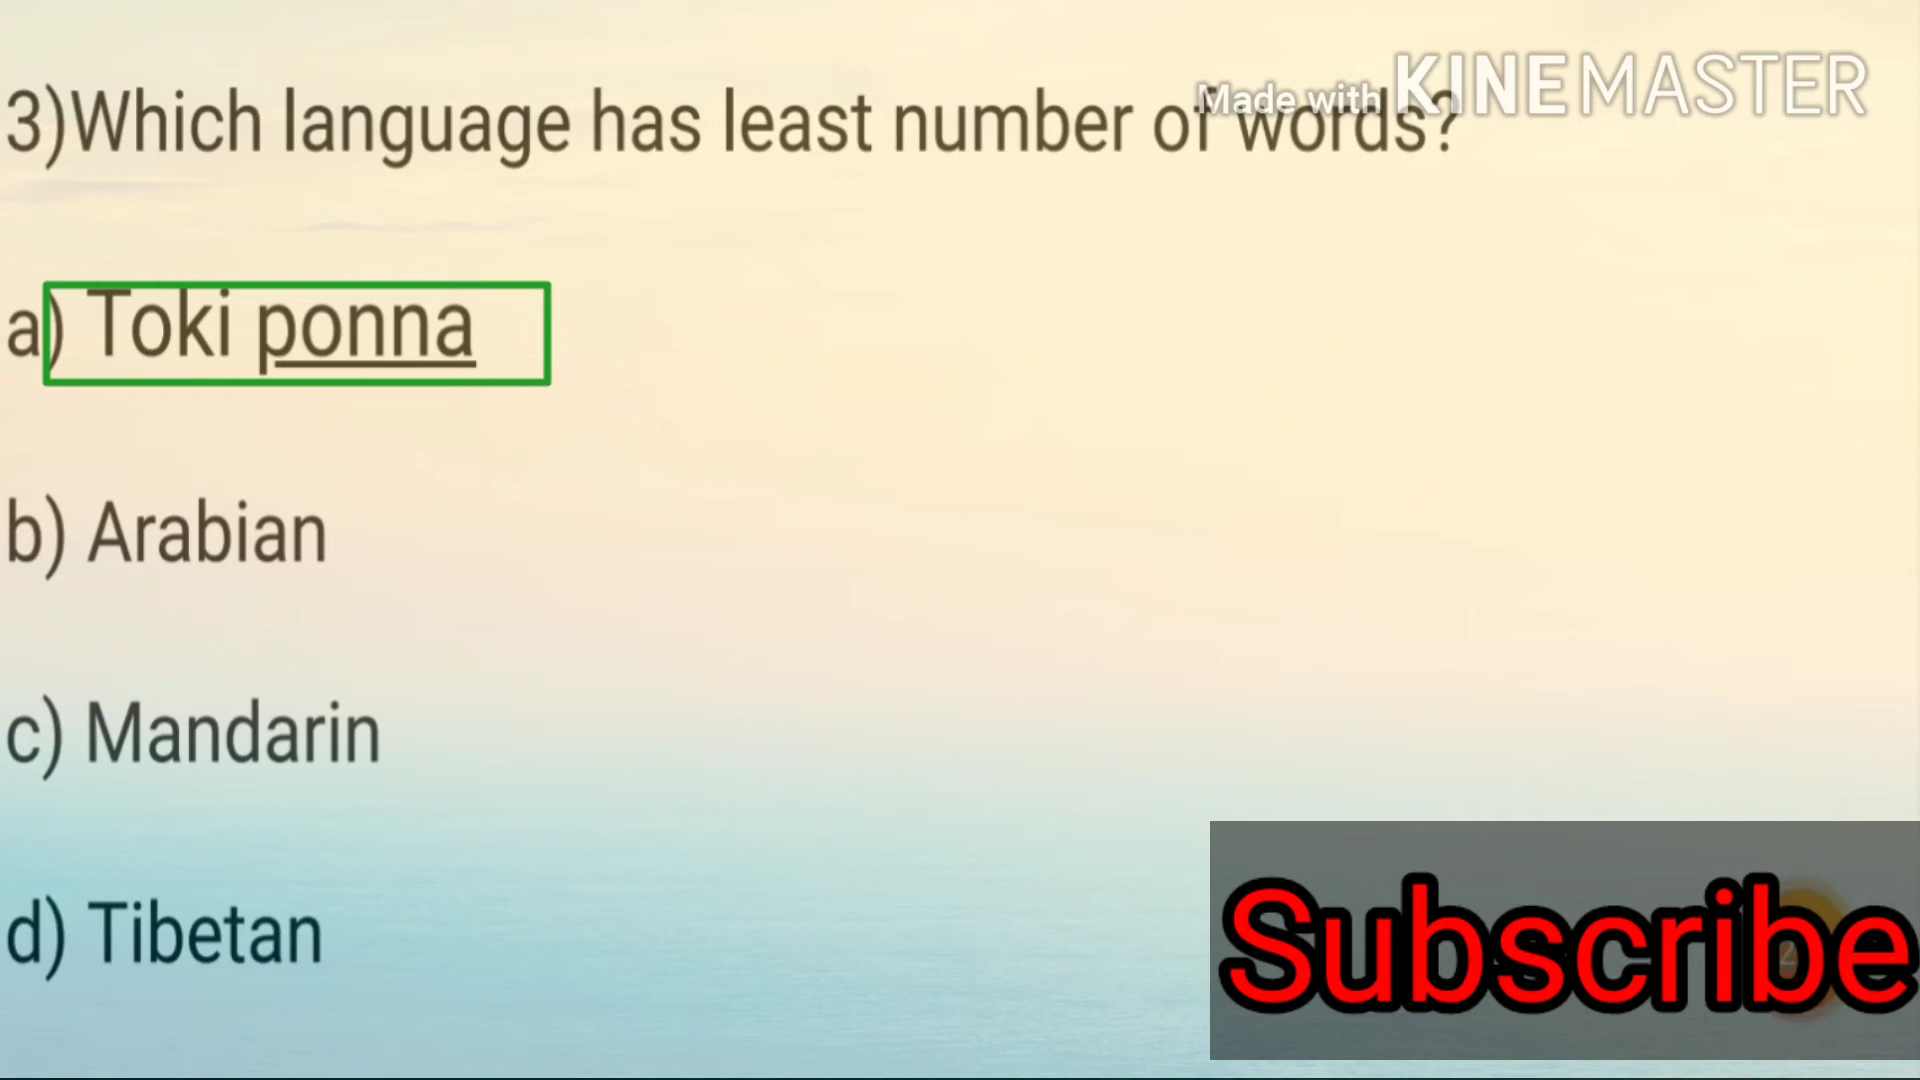 Made with KINEMASTER
3)Which language has least number of words?
a) Toki ponna
b) Arabian
c) Mandarin
d) Tibetan
Subscribe